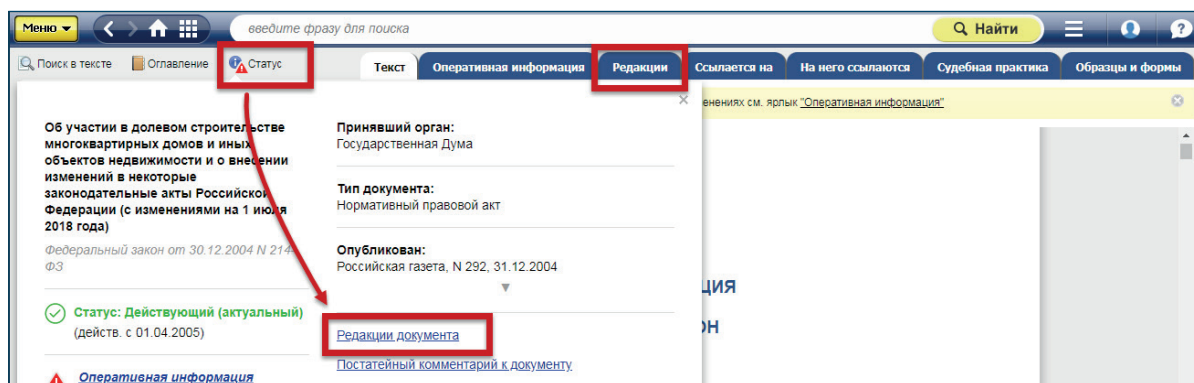 Меню
введите фразу для поиска
Найти
?
Поиск в тексте
Оглавление
Статус
Текст
Оперативная информация
Редакции
Ссылается на
На него ссылаются
Судебная практика
Образцы и формы
енениях см. ярлык "Оперативная информация"
Об участии в долевом строительстве
многоквартирных домов и иных
объектов недвижимости и о внесении
изменений в некоторые
законодательные акты Российской
Федерации (с изменениями на 1 июля
2018 года)
Федеральный закон от 30.12.2004 N 214-
ФЗ
Статус: Действующий (актуальный)
(действ. с 01.04.2005)
Оперативная информация
Принявший орган:
Государственная Дума
Тип документа:
Нормативный правовой акт
Опубликован:
Российская газета, N 292, 31.12.2004
Редакции документа
Постатейный комментарий к документу
ЦИЯ
ОН